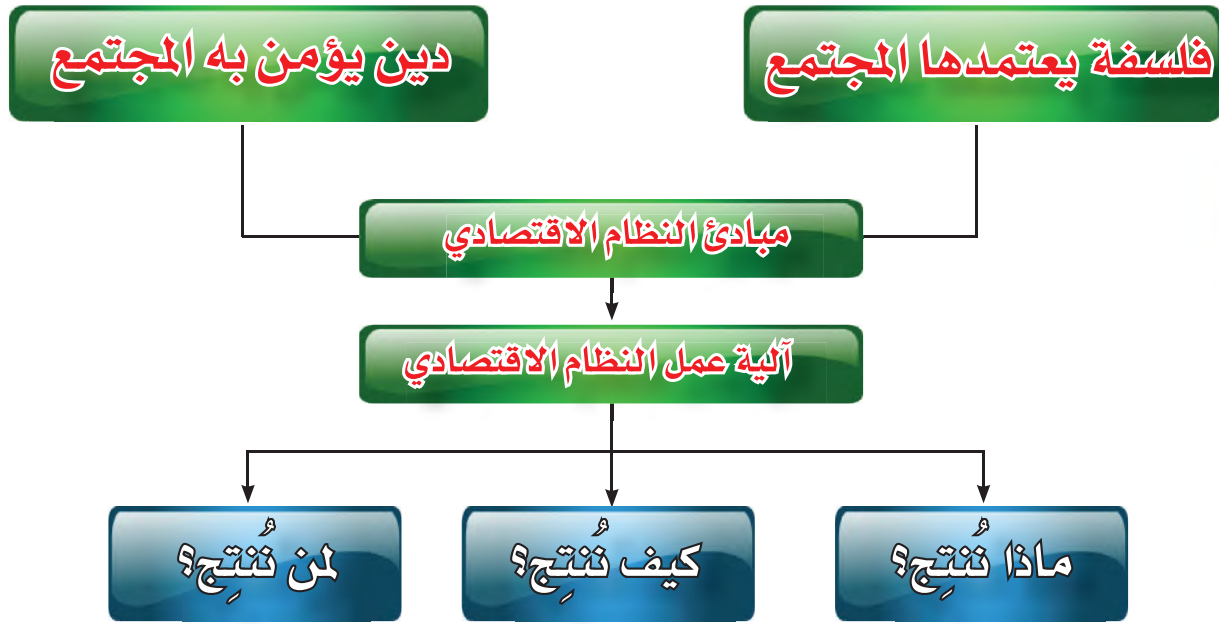 فلسفة يعتمدها المجتمع
دين يؤمن به المجتمع
مبادئ النظام الاقتصادي
آلية عمل النظام الاقتصادي
ماذا نُنتِج؟
كيف نُنتِج؟
لمن نُنتِج؟